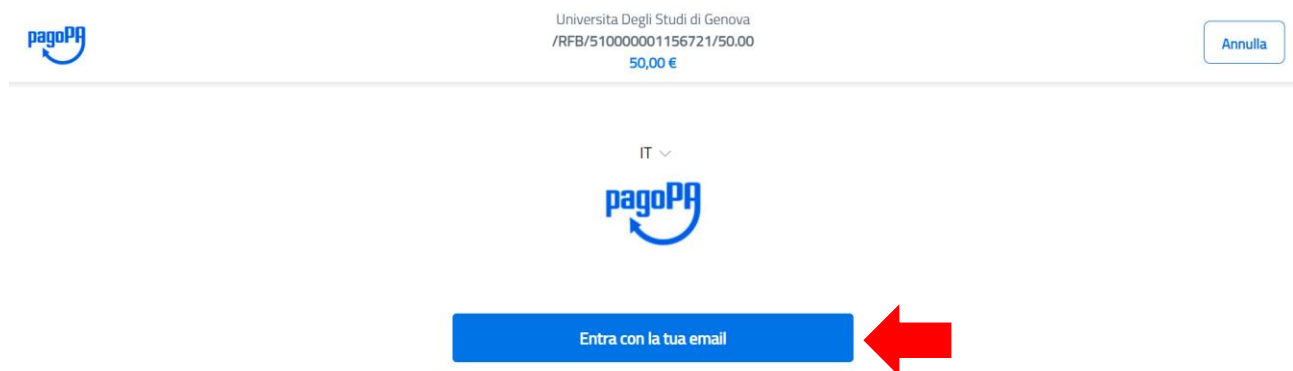 pagoPA
Universita Degli Studi di Genova
/RFB/510000001156721/50.00
50,00 €
Annulla
IT
pagoPA
Entra con la tua email